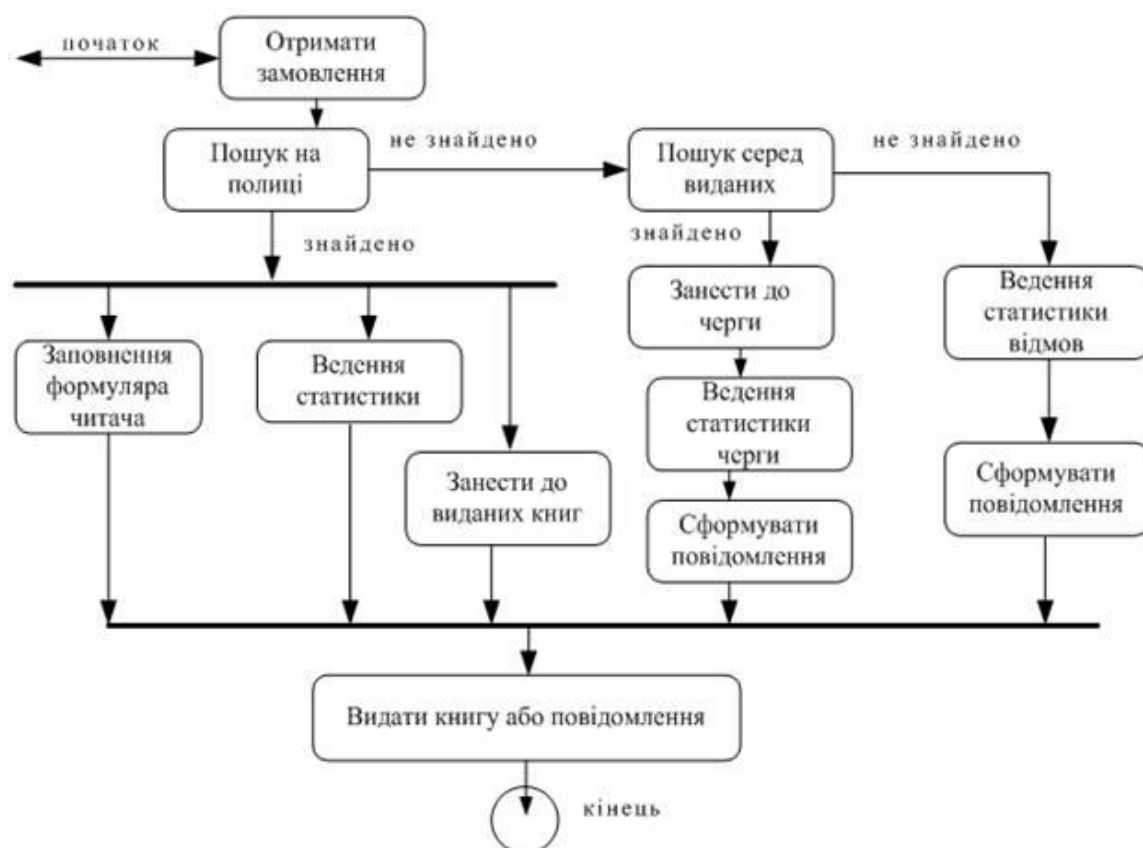 початок
Отримати
замовлення
Пошук на
полиці
не знайдено
Пошук серед
виданих
не знайдено
знайдено
знайдено
Заповнення
формуляра
читача
Ведення
статистики
Занести до
виданих книг
Занести до
черги
Ведення
статистики
черги
Сформувати
повідомлення
Ведення
статистики
відмов
Сформувати
повідомлення
Видати книгу або повідомлення
кінець